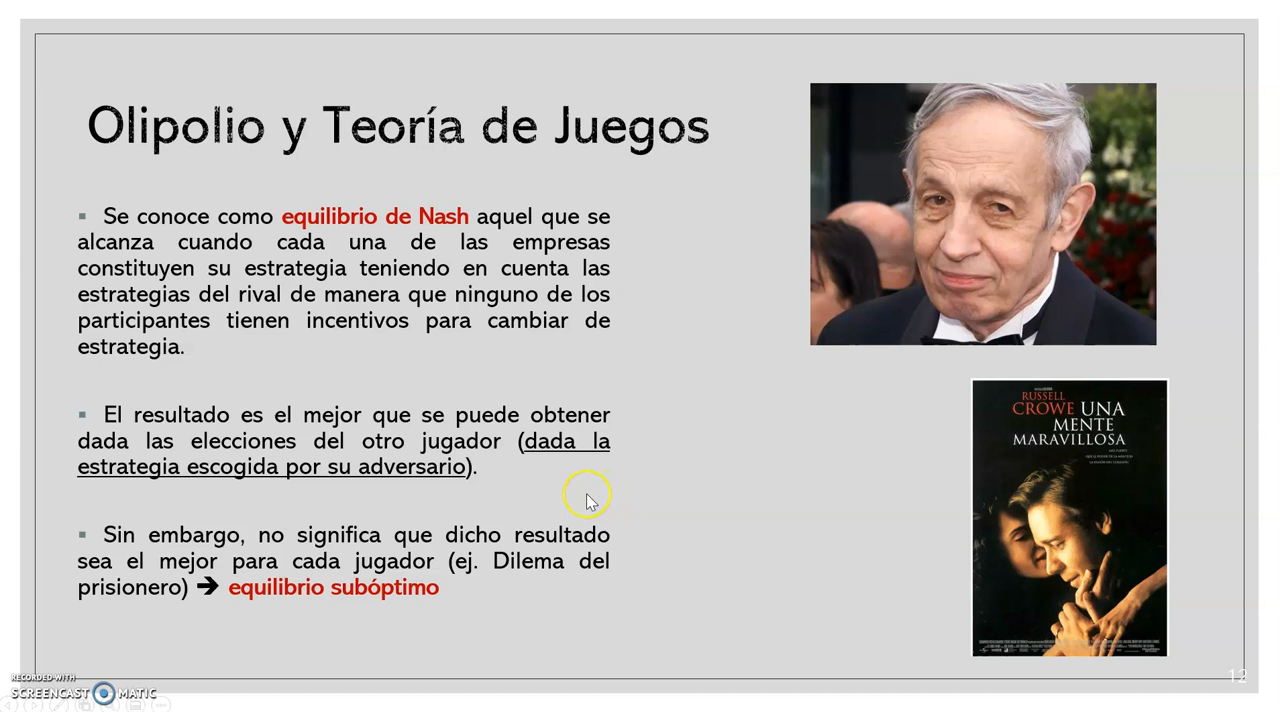 Olipolio y Teoría de Juegos
▪ Se conoce como equilibrio de Nash aquel que se
alcanza cuando cada una de las empresas
constituyen su estrategia teniendo en cuenta las
estrategias del rival de manera que ninguno de los
participantes tienen incentivos para cambiar de
estrategia.
▪ El resultado es el mejor que se puede obtener
dada las elecciones del otro jugador (dada la
estrategia escogida por su adversario).
▪ Sin embargo, no significa que dicho resultado
sea el mejor para cada jugador (ej. Dilema del
prisionero) ➔ equilibrio subóptimo
RUSSELL
CROWE UNA
MENTE
MARAVILLOSA
RECORDED WITH
SCREENCAST MATIC
12